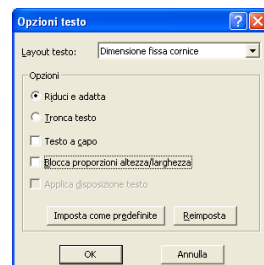 Opzioni testo
Layout testo: Dimensione fissa cornice
Opzioni
Riduci e adatta
Tronca testo
Testo a capo
Blocca proporzioni altezza/larghezza
Applica disposizione testo
Imposta come predefinite Reimposta
OK Annulla